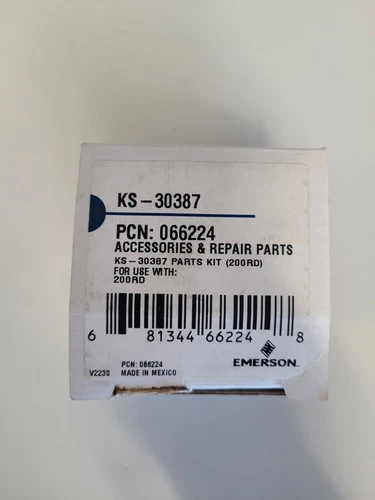 KS-30387
PCN: 066224
ACCESSORIES & REPAIR PARTS
KS-30387 PARTS KIT (200RD)
FOR USE WITH:
200RD
6 81344 66224 8
PCN: 066224
V2230 MADE IN MEXICO
EMERSON